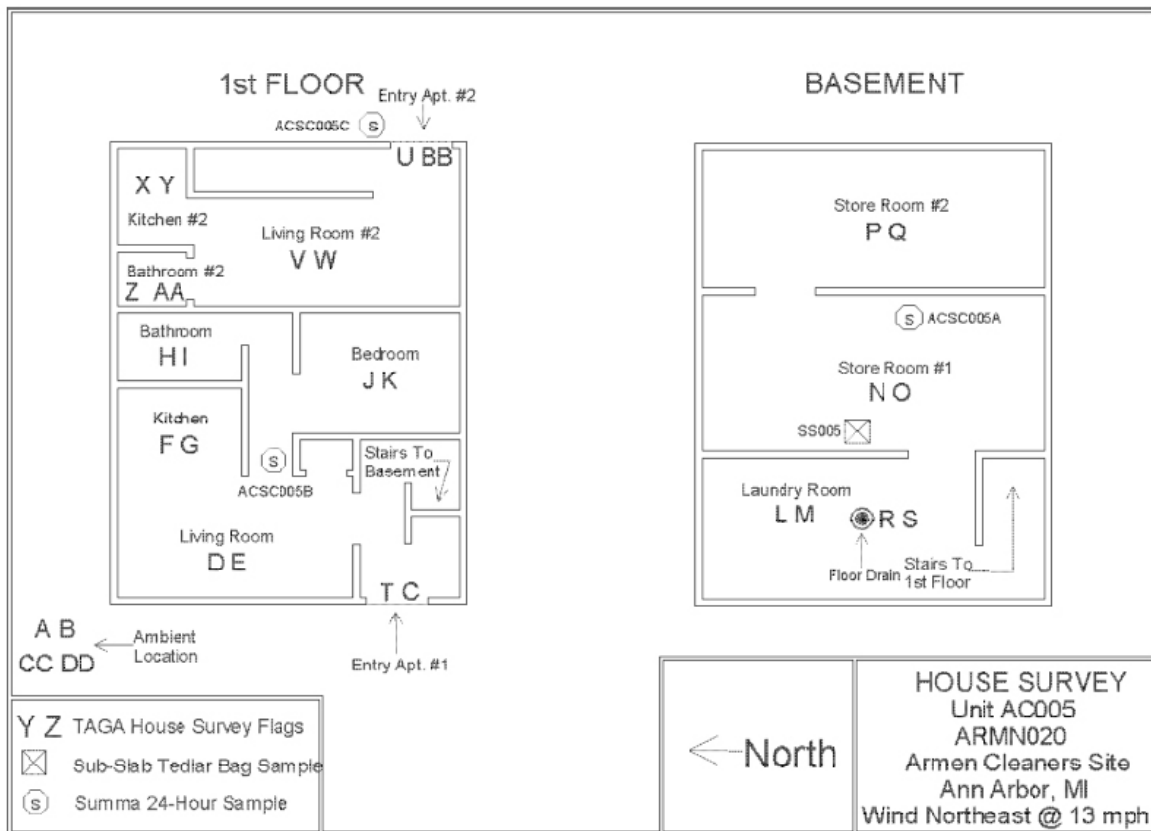 1st FLOOR
Entry Apt. #2
ACSC005C
S
U BB
X Y
Kitchen #2
Living Room #2
V W
Bathroom #2
Z AA
Bathroom
H I
Bedroom
J K
Kitchen
F G
S
ACSC005B
Stairs To
Basement
Living Room
D E
T C
A B
CC DD
Ambient
Location
Entry Apt. #1
BASEMENT
Store Room #2
P Q
S
ACSC005A
Store Room #1
N O
SS005
Laundry Room
L M
R S
Floor Drain
Stairs To
1st Floor
Y Z TAGA House Survey Flags
Sub-Slab Tedlar Bag Sample
S Summa 24-Hour Sample
North
HOUSE SURVEY
Unit AC005
ARMN020
Armen Cleaners Site
Ann Arbor, MI
Wind Northeast @ 13 mph